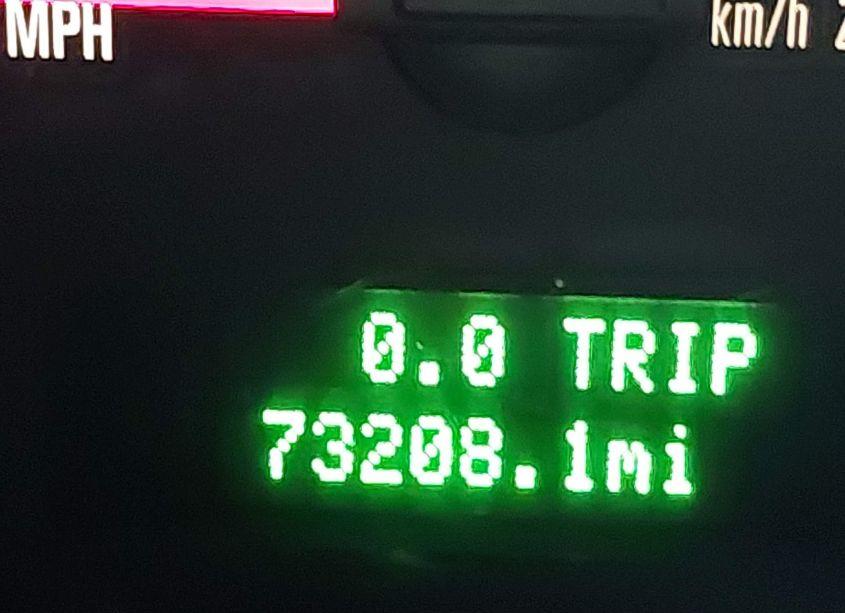 MPH km/h
0.0 TRIP
73208.1mi